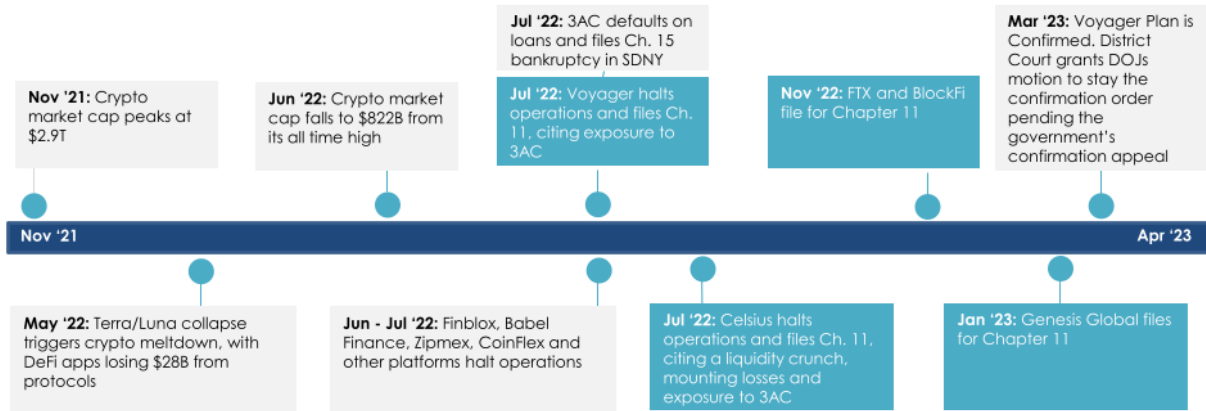 Nov ‘21: Crypto
market cap peaks at
$2.9T
Jun ‘22: Crypto market
cap falls to $822B from
its all time high
Jul ‘22: 3AC defaults on
loans and files Ch. 15
bankruptcy in SDNY
Jul ‘22: Voyager halts
operations and files Ch.
11, citing exposure to
3AC
Nov ‘22: FTX and BlockFi
file for Chapter 11
Mar ‘23: Voyager Plan is
Confirmed. District
Court grants DOJs
motion to stay the
confirmation order
pending the
government’s
confirmation appeal
Nov ‘21
Apr ‘23
May ‘22: Terra/Luna collapse
triggers crypto meltdown, with
DeFi apps losing $28B from
protocols
Jun - Jul ‘22: Finblox, Babel
Finance, Zipmex, CoinFlex and
other platforms halt operations
Jul ‘22: Celsius halts
operations and files Ch. 11,
citing a liquidity crunch,
mounting losses and
exposure to 3AC
Jan ‘23: Genesis Global files
for Chapter 11